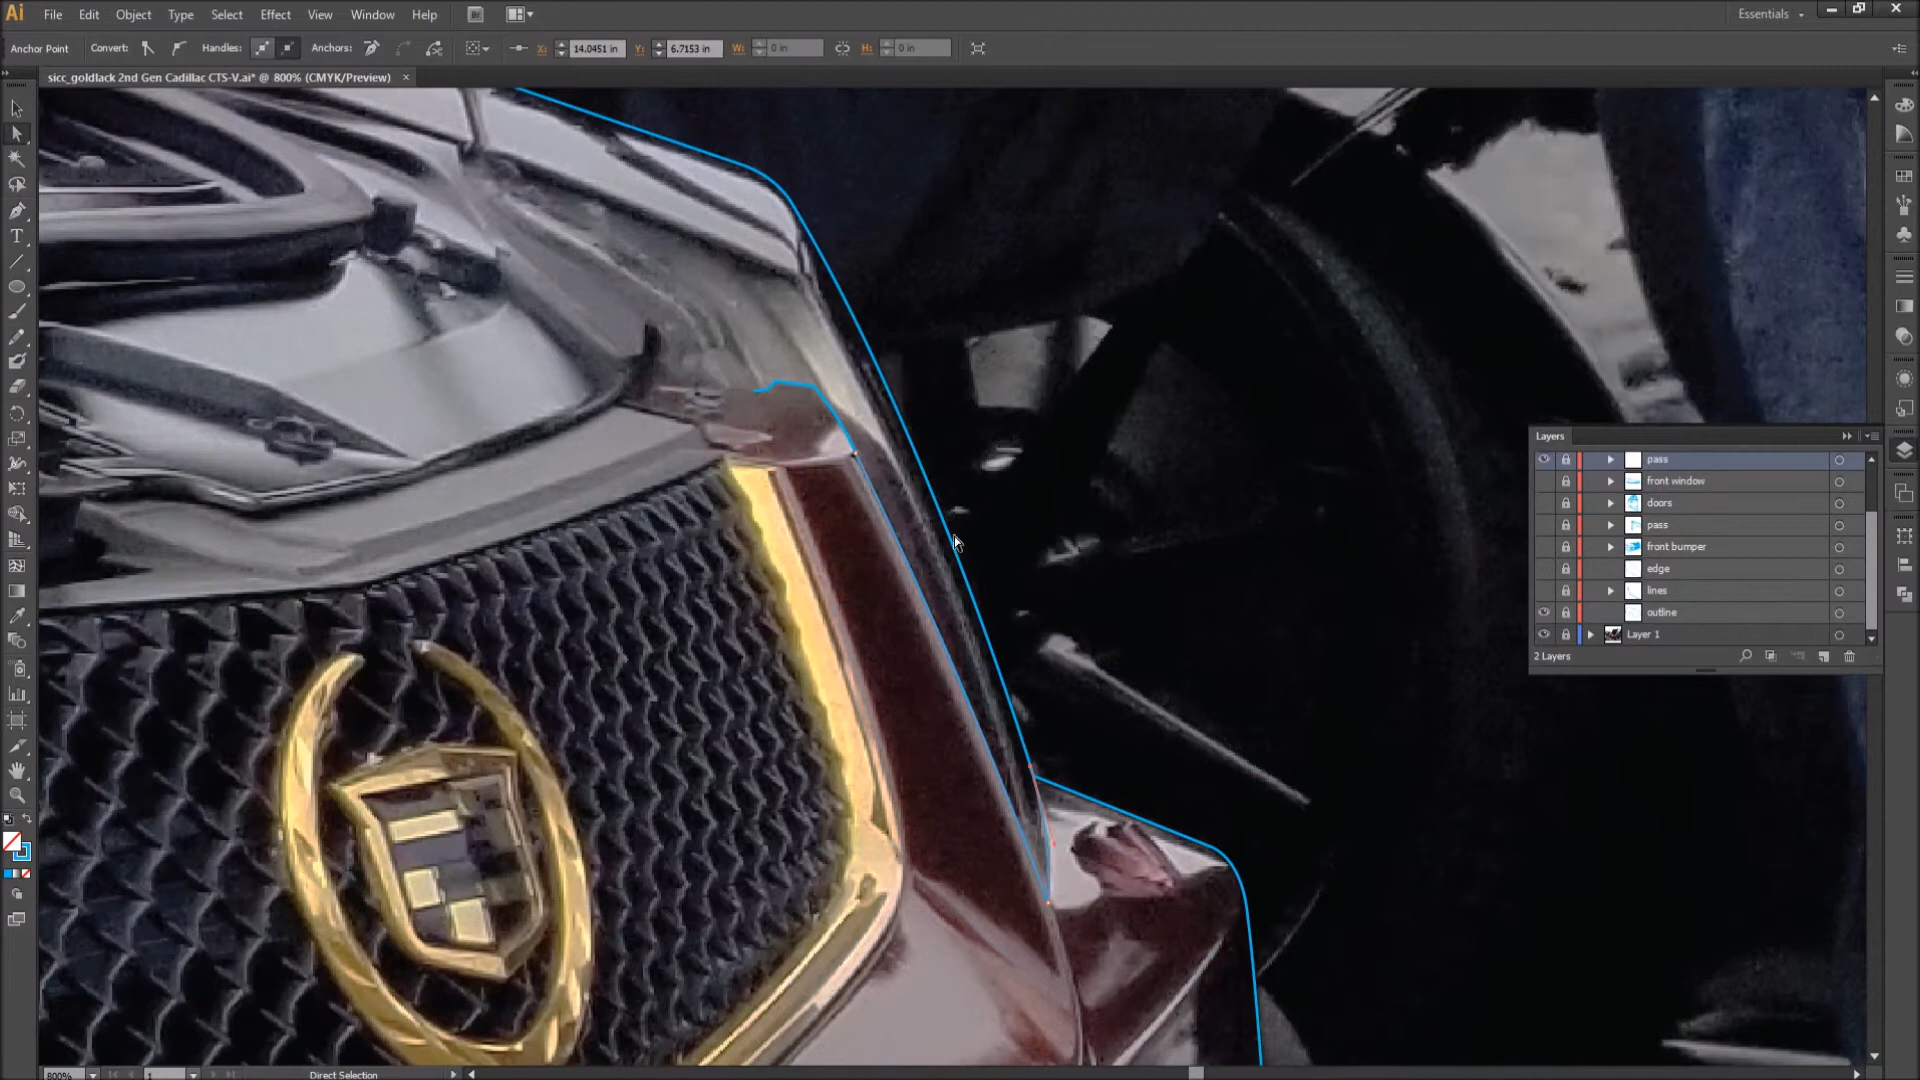 Ai File Edit Object Type Select Effect View Window Help Br Essentials
Anchor Point Convert: Handles: Anchors: X: 14.0451 in Y: 6.7153 in W: 0 in H: 0 in
sicc_goldlack 2nd Gen Cadillac CTS-V.ai* @ 800% (CMYK/Preview) ×
Layers
pass
front window
doors
pass
front bumper
edge
lines
outline
Layer 1
2 Layers
800% 1 Direct Selection